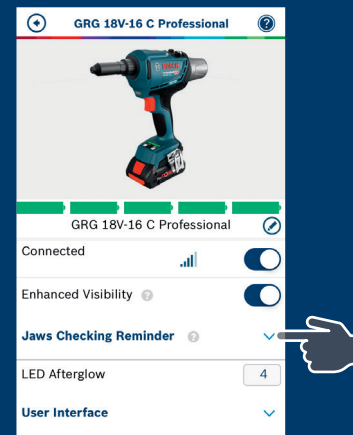 GRG 18V-16 C Professional ?
BOSCH
GRG 18V-16 C Professional
Connected
Enhanced Visibility ?
Jaws Checking Reminder ?
LED Afterglow 4
User Interface